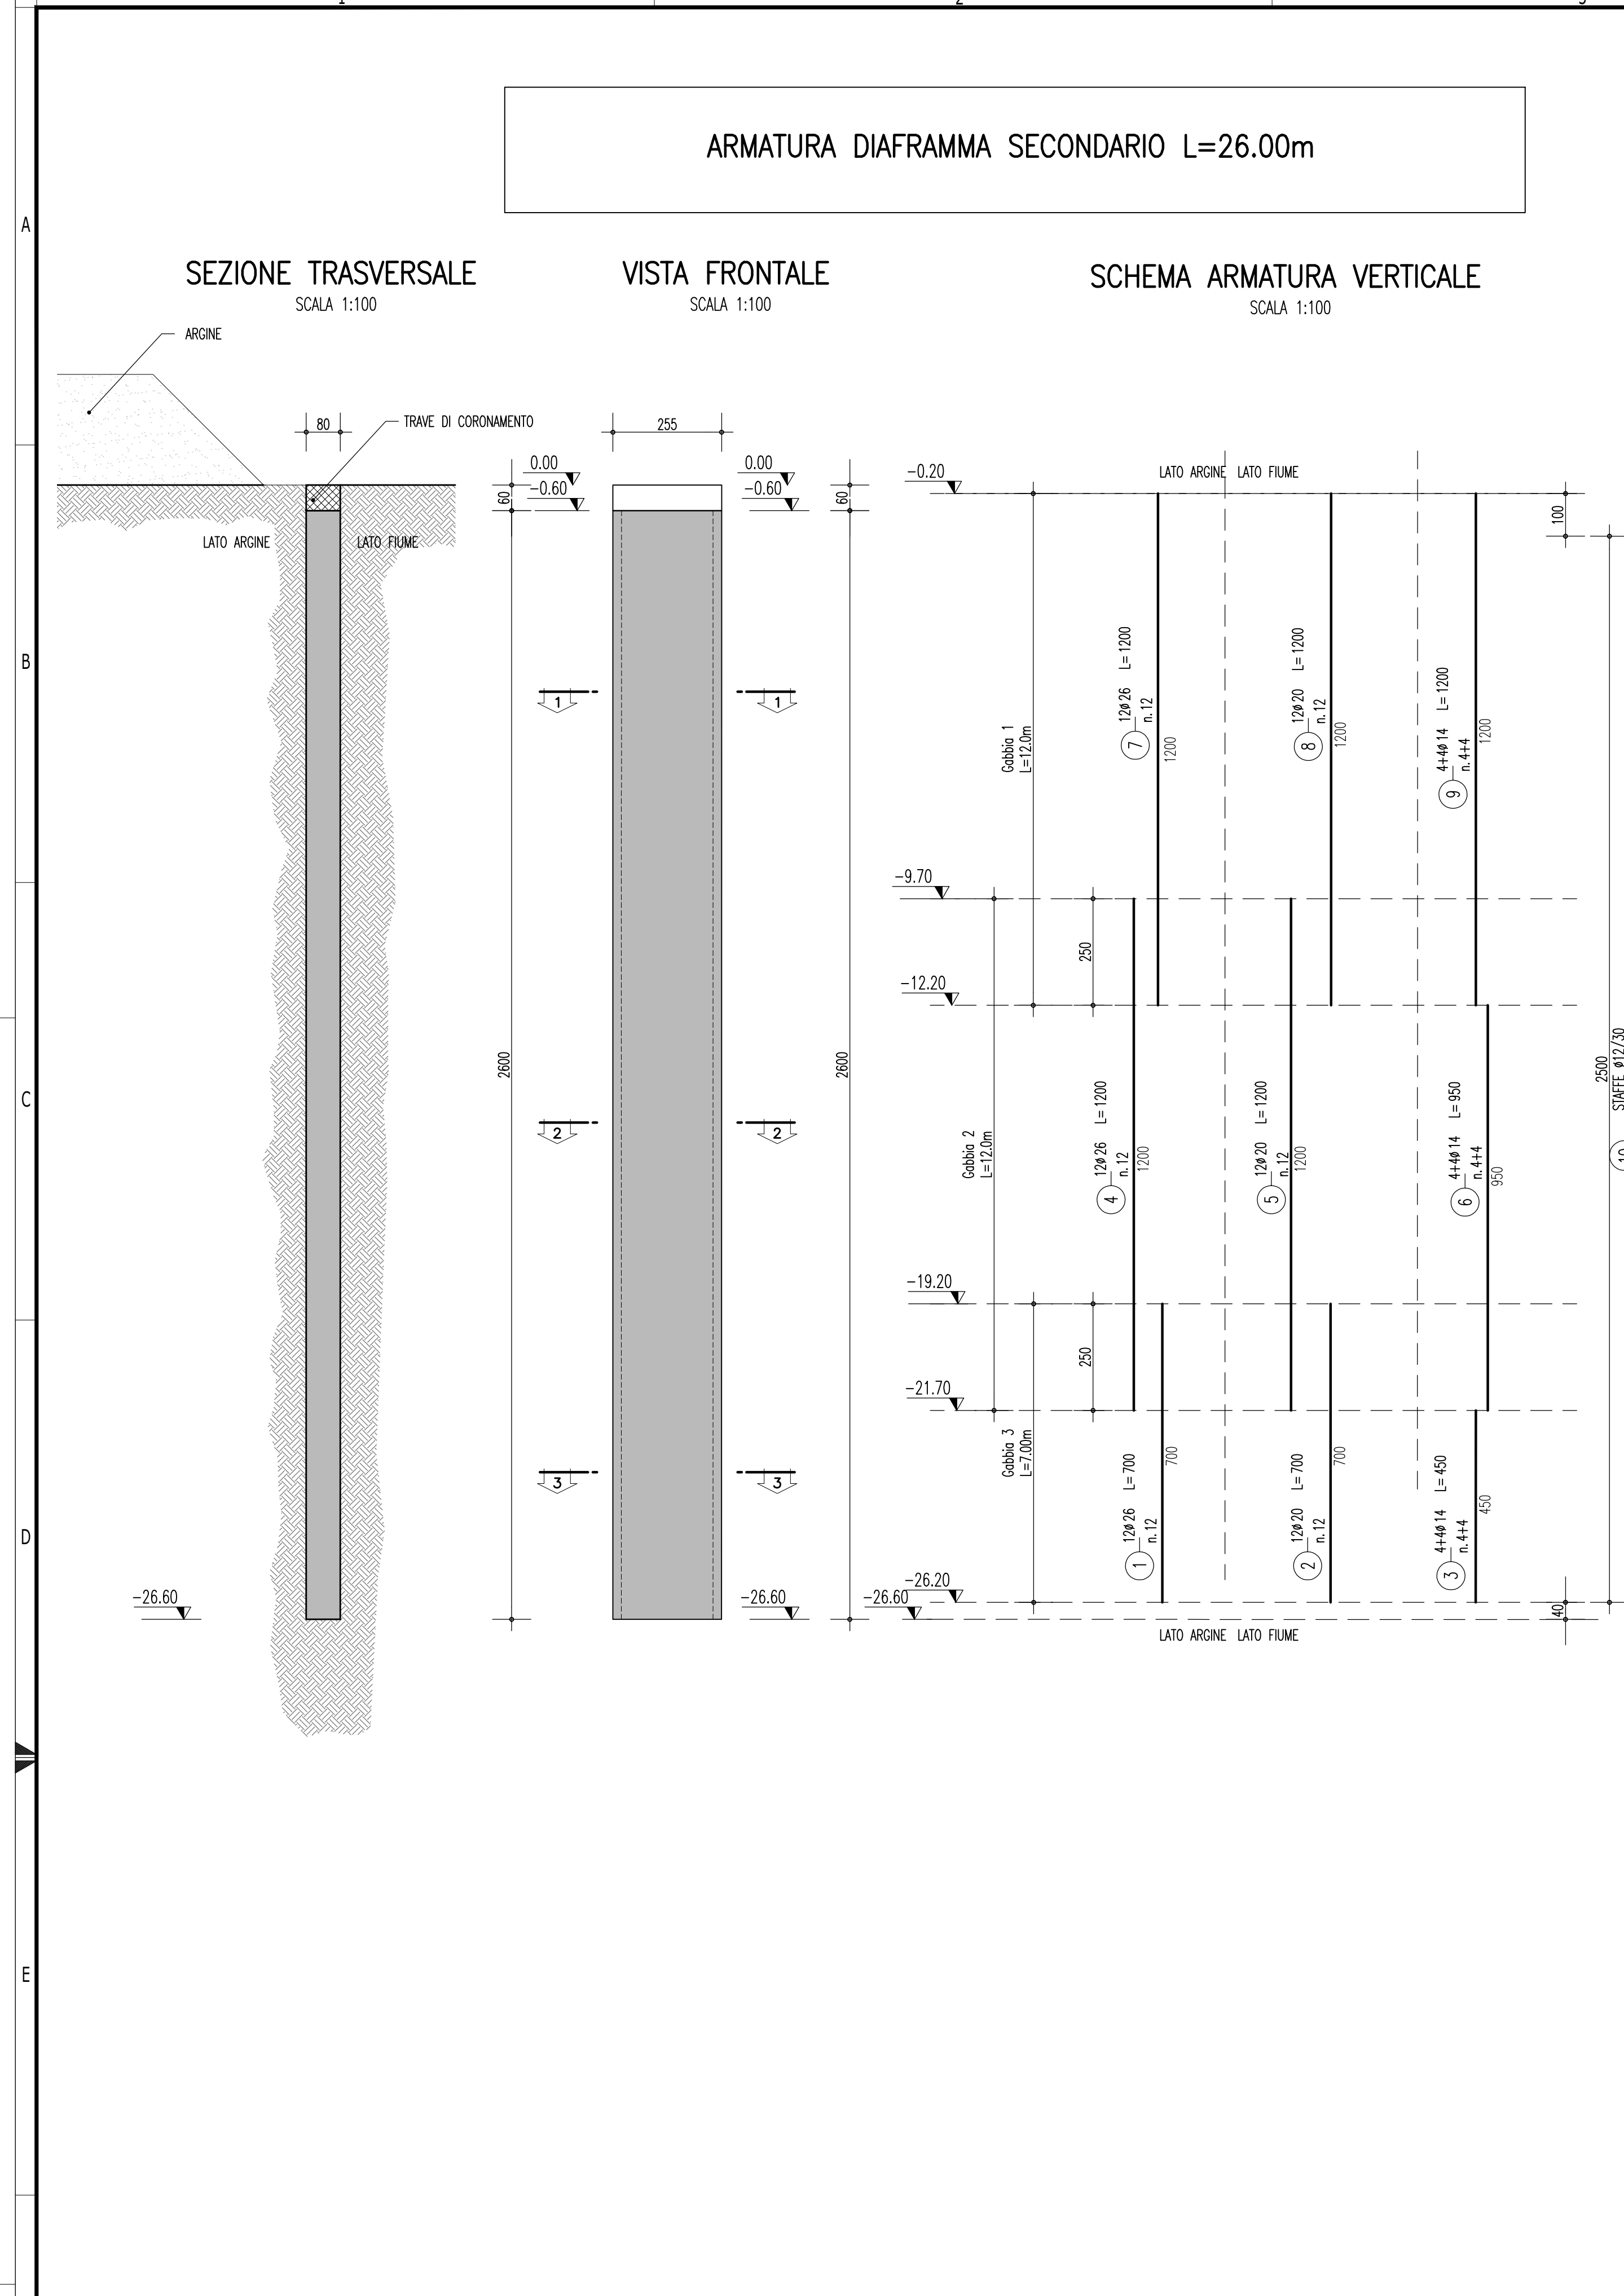 ARMATURA DIAFRAMMA SECONDARIO L=26.00m
SEZIONE TRASVERSALE
SCALA 1:100
VISTA FRONTALE
SCALA 1:100
SCHEMA ARMATURA VERTICALE
SCALA 1:100
A
B
C
D
E
ARGINE
80
TRAVE DI CORONAMENTO
LATO ARGINE
LATO FIUME
-26.60
255
0.00
-0.60
60
0.00
-0.60
60
1
1
2
2
3
3
2600
2600
-26.60
-26.60
-0.20
LATO ARGINE LATO FIUME
100
Gabbia 1
L=12.0m
7
12ø26 L=1200
n.12
1200
8
12ø20 L=1200
n.12
1200
9
4+4ø14 L=1200
n.4+4
1200
-9.70
250
-12.20
Gabbia 2
L=12.0m
4
12ø26 L=1200
n.12
1200
5
12ø20 L=1200
n.12
1200
6
4+4ø14 L=950
n.4+4
950
2500
STAFFE ø12/30
-19.20
250
-21.70
Gabbia 3
L=7.00m
1
12ø26 L=700
n.12
700
2
12ø20 L=700
n.12
700
3
4+4ø14 L=450
n.4+4
450
-26.20
40
LATO ARGINE LATO FIUME